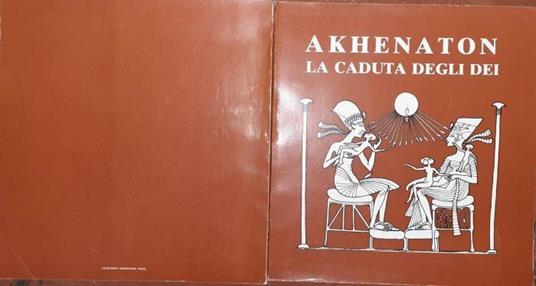 AKHENATON
LA CADUTA DEGLI DEI